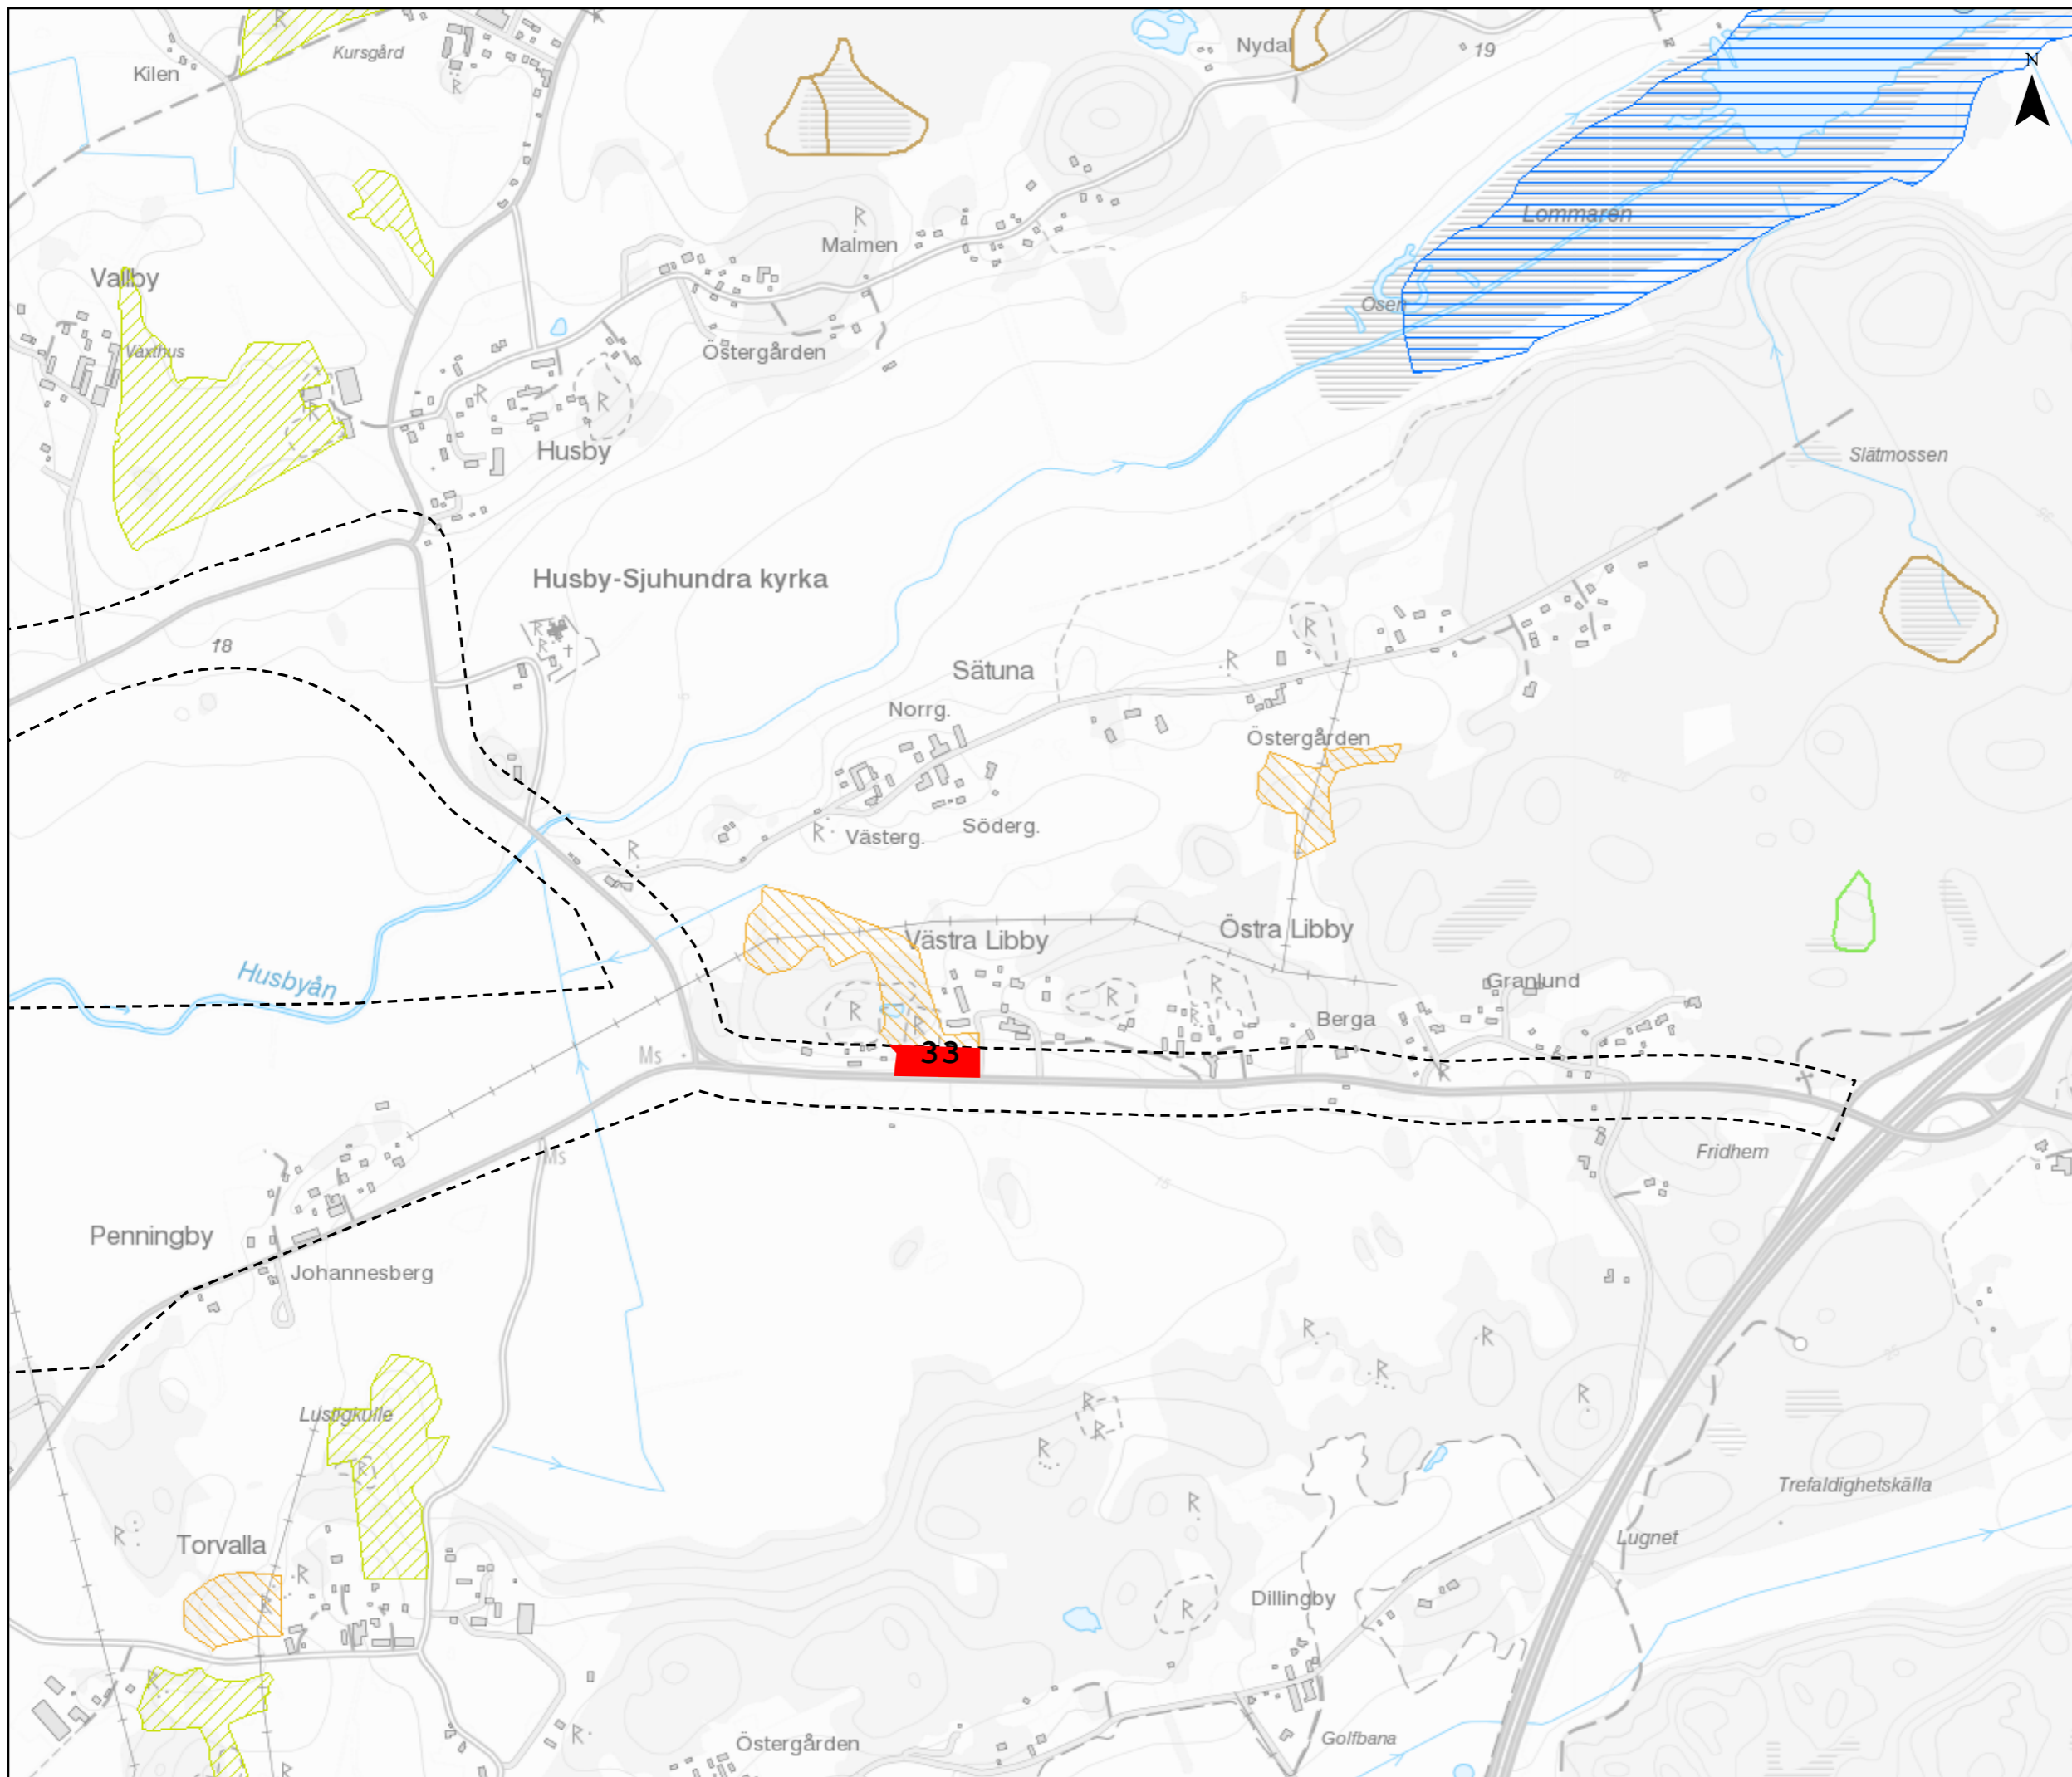 Kursgård
Kilen
Nydal
19
N
Malmen
Lommaren
Vallby
Osen
Växthus
Östergården
Husby
Slätmossen
Husby-Sjuhundra kyrka
18
Sätuna
Norrg.
Östergården
Västerg.
Söderg.
Östra Libby
Västra Libby
Husbyån
Granlund
Berga
Ms
33
Fridhem
Ms
15
Penningby
Johannesberg
Lustigkulle
Trefaldighetskälla
Lugnet
Torvalla
Dillingby
Golfbana
Östergården